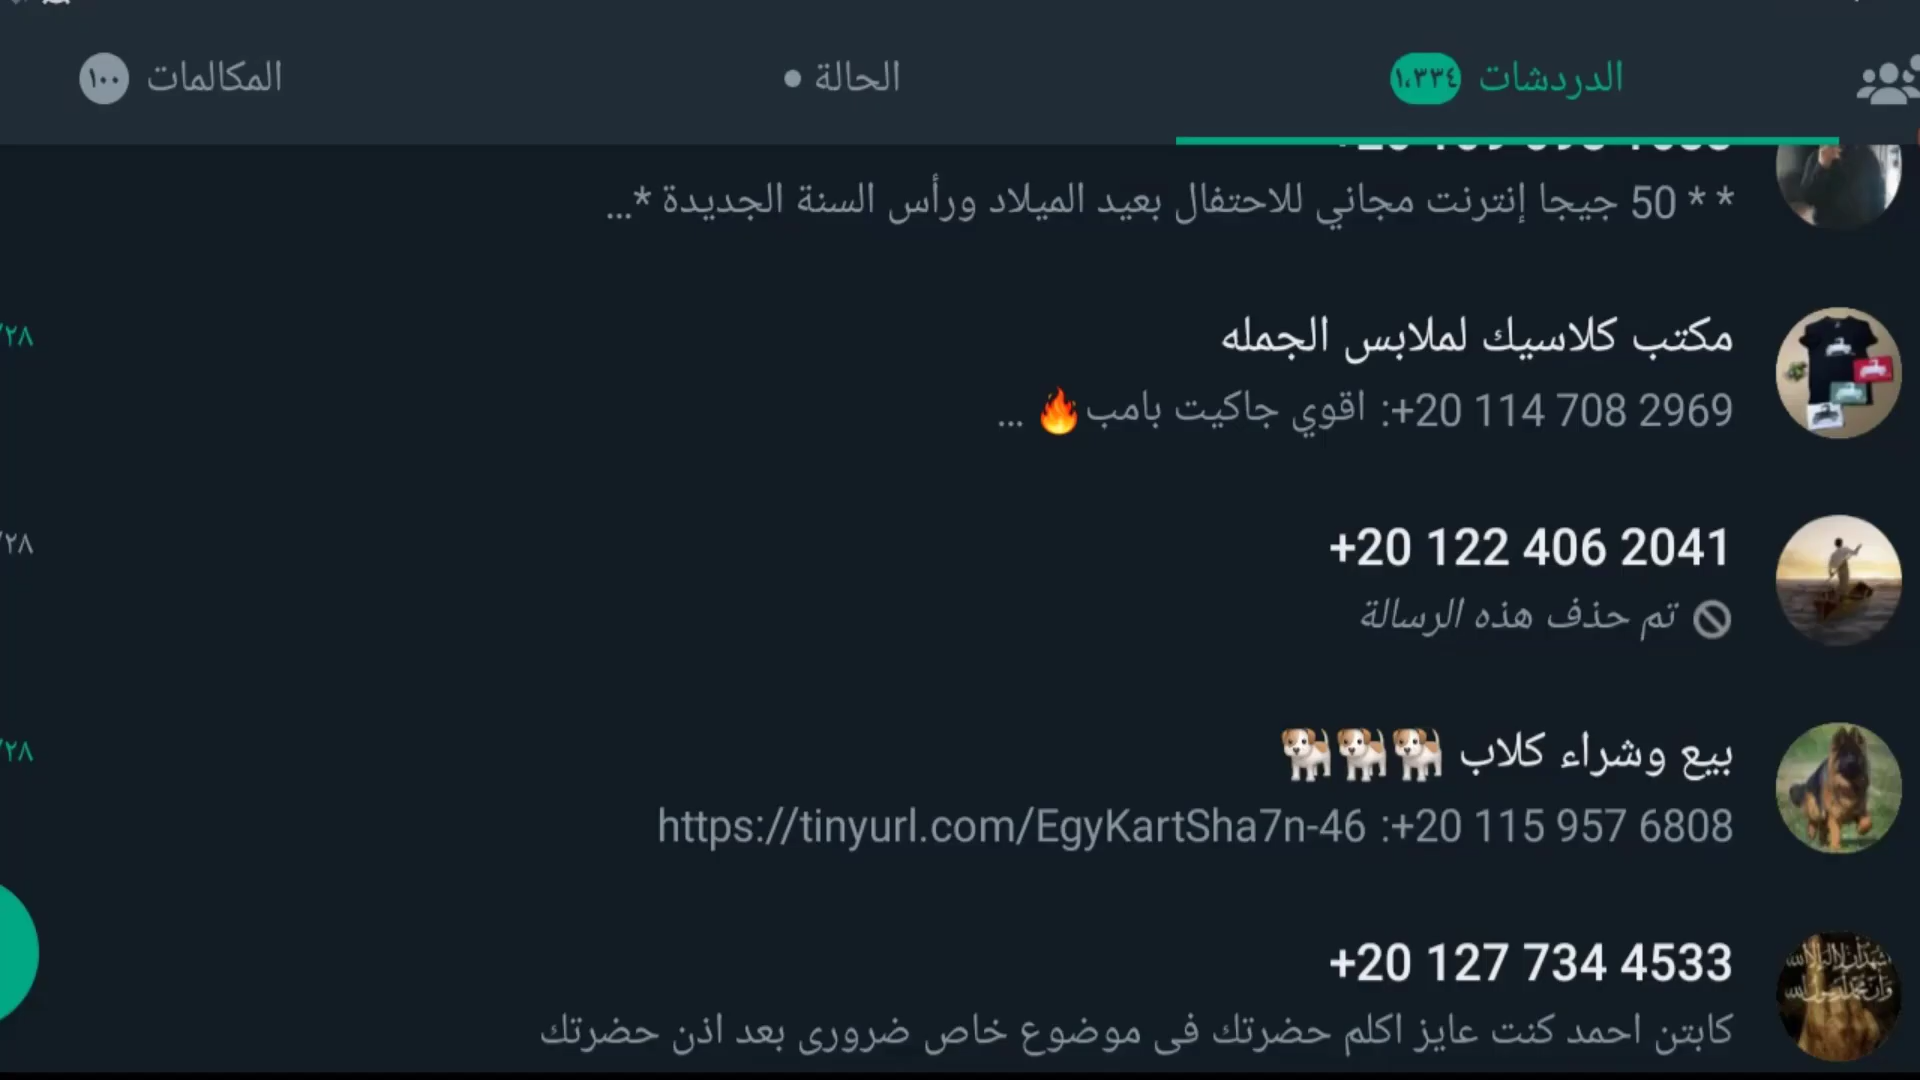 الدردشات ١،٣٣٤
الحالة
المكالمات ١٠٠
* * 50 جيجا إنترنت مجاني للاحتفال بعيد الميلاد ورأس السنة الجديدة *...
مكتب كلاسيك لملابس الجمله
/٢٨
+20 114 708 2969: اقوي جاكيت بامب🔥 ...
+20 122 406 2041
/٢٨
تم حذف هذه الرسالة
بيع وشراء كلاب 🐕🐕🐕
/٢٨
+20 115 957 6808: https://tinyurl.com/EgyKartSha7n-46
+20 127 734 4533
كابتن احمد كنت عايز اكلم حضرتك فى موضوع خاص ضرورى بعد اذن حضرتك